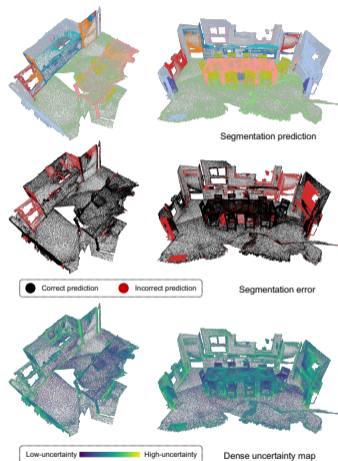 Segmentation prediction
Correct prediction Incorrect prediction
Segmentation error
Low-uncertainty High-uncertainty
Dense uncertainty map